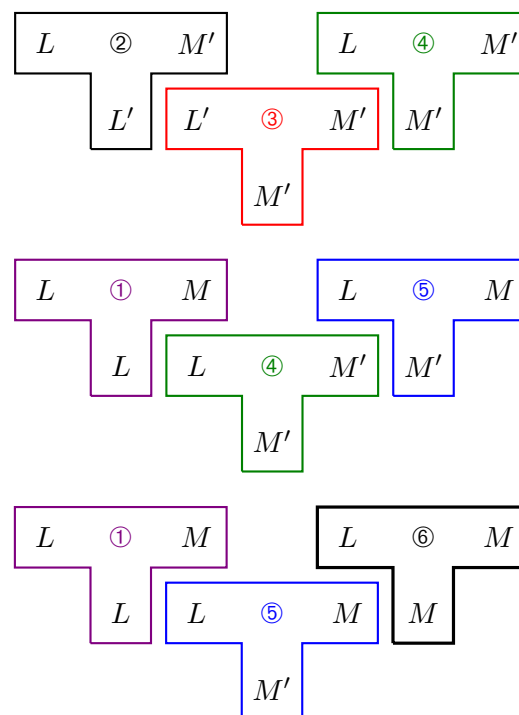 L ② M′ L ④ M′
L′ L′ ③ M′ M′
M′
L ① M L ⑤ M
L L ④ M′ M′
M′
L ① M L ⑥ M
L L ⑤ M M
M′